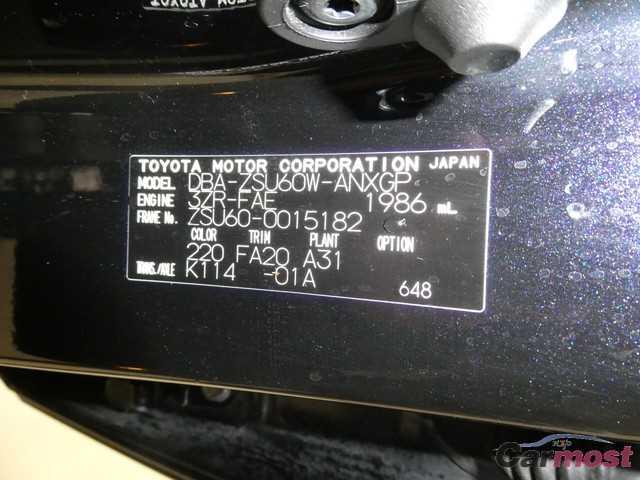 TOYOTA MOTOR CORPORATION JAPAN
MODEL DBA-ZSU60W-ANXGP
ENGINE 3ZR-FAE 1986 mL
FRAME No. ZSU60-0015182
COLOR TRIM PLANT OPTION
220 FA20 A31
TRANS./AXLE K114 -01A
648
Carmost